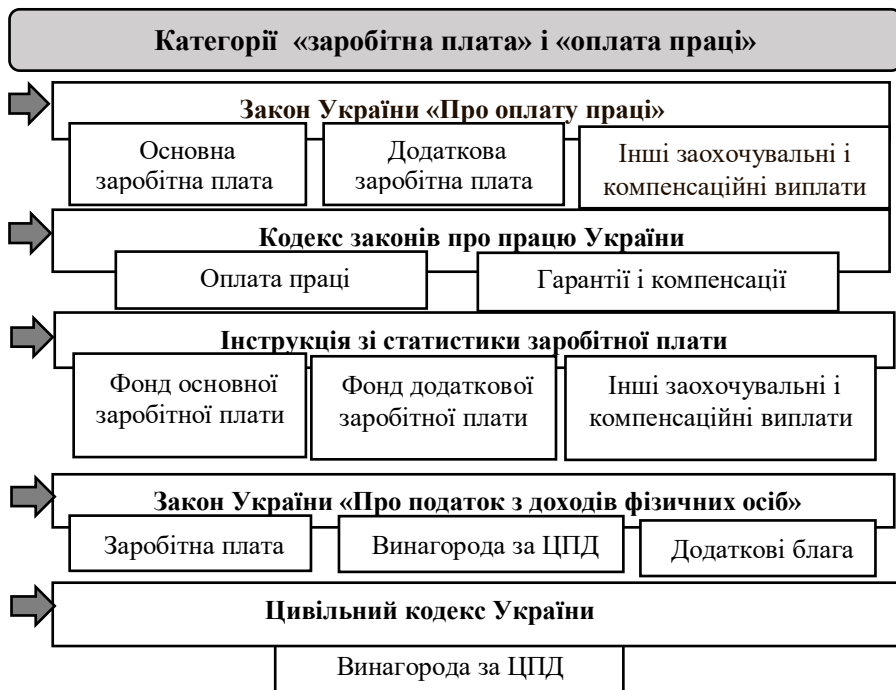 Категорії «заробітна плата» і «оплата праці»
Закон України «Про оплату праці»
Основна
заробітна плата
Додаткова
заробітна плата
Інші заохочувальні і
компенсаційні виплати
Кодекс законів про працю України
Оплата праці
Гарантії і компенсації
Інструкція зі статистики заробітної плати
Фонд основної
заробітної плати
Фонд додаткової
заробітної плати
Інші заохочувальні і
компенсаційні виплати
Закон України «Про податок з доходів фізичних осіб»
Заробітна плата
Винагорода за ЦПД
Додаткові блага
Цивільний кодекс України
Винагорода за ЦПД